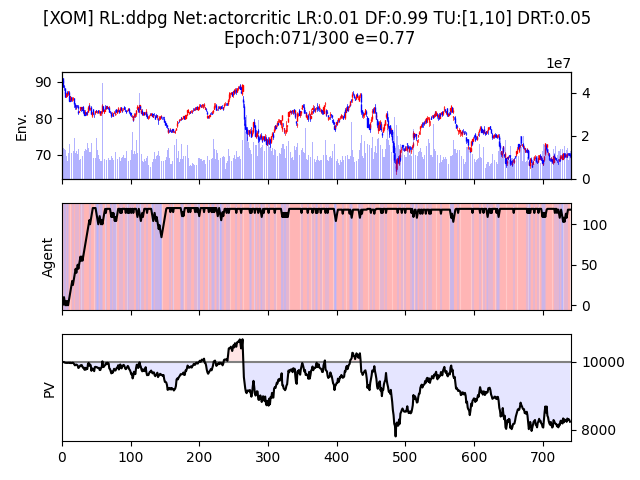 [XOM] RL:ddpg Net:actorcritic LR:0.01 DF:0.99 TU:[1,10] DRT:0.05
Epoch:071/300 e=0.77
1e7
Env.
90
80
70
4
2
0
Agent
100
50
0
PV
10000
8000
0 100 200 300 400 500 600 700